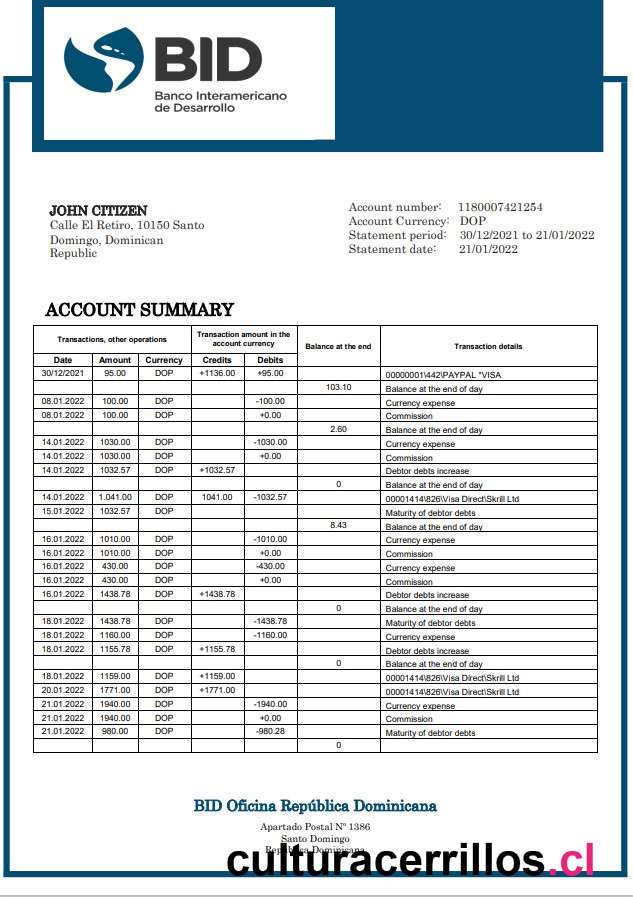 BID
Banco Interamericano
de Desarrollo
JOHN CITIZEN
Calle El Retiro, 10150 Santo
Domingo, Dominican
Republic
Account number: 1180007421254
Account Currency: DOP
Statement period: 30/12/2021 to 21/01/2022
Statement date: 21/01/2022
ACCOUNT SUMMARY
Transactions, other operations Transaction amount in the account currency Balance at the end Transaction details
Date Amount Currency Credits Debits
30/12/2021 95.00 DOP +1136.00 +95.00 00000001\442\PAYPAL *VISA
103.10 Balance at the end of day
08.01.2022 100.00 DOP -100.00 Currency expense
08.01.2022 100.00 DOP +0.00 Commission
2.60 Balance at the end of day
14.01.2022 1030.00 DOP -1030.00 Currency expense
14.01.2022 1030.00 DOP +0.00 Commission
14.01.2022 1032.57 DOP +1032.57 Debtor debts increase
0 Balance at the end of day
14.01.2022 1.041.00 DOP 1041.00 -1032.57 00001414\826\Visa Direct\Skrill Ltd
15.01.2022 1032.57 DOP Maturity of debtor debts
8.43 Balance at the end of day
16.01.2022 1010.00 DOP -1010.00 Currency expense
16.01.2022 1010.00 DOP +0.00 Commission
16.01.2022 430.00 DOP -430.00 Currency expense
16.01.2022 430.00 DOP +0.00 Commission
16.01.2022 1438.78 DOP +1438.78 Debtor debts increase
0 Balance at the end of day
18.01.2022 1438.78 DOP -1438.78 Maturity of debtor debts
18.01.2022 1160.00 DOP -1160.00 Currency expense
18.01.2022 1155.78 DOP +1155.78 Debtor debts increase
0 Balance at the end of day
18.01.2022 1159.00 DOP +1159.00 00001414\826\Visa Direct\Skrill Ltd
20.01.2022 1771.00 DOP +1771.00 00001414\826\Visa Direct\Skrill Ltd
21.01.2022 1940.00 DOP -1940.00 Currency expense
21.01.2022 1940.00 DOP +0.00 Commission
21.01.2022 980.00 DOP -980.28 Maturity of debtor debts
0
BID Oficina República Dominicana
Apartado Postal Nº 1386
Santo Domingo
República Dominicana
culturacerrillos.cl